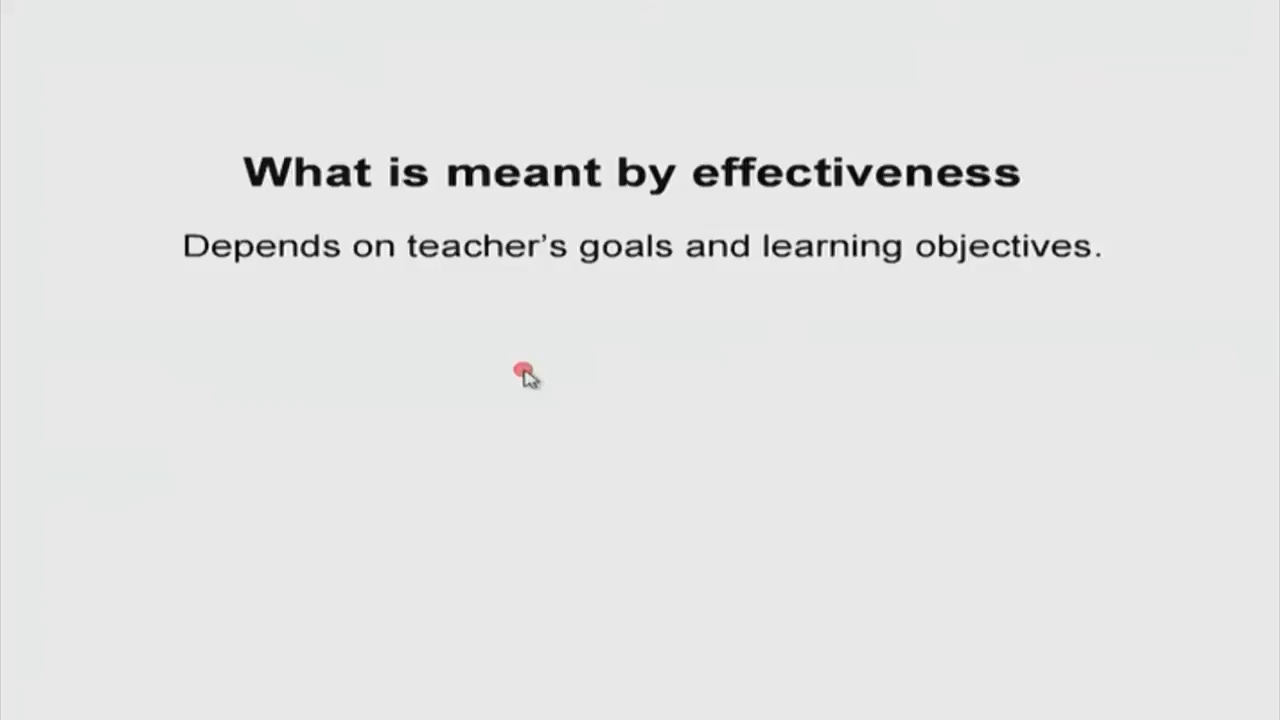 What is meant by effectiveness
Depends on teacher’s goals and learning objectives.